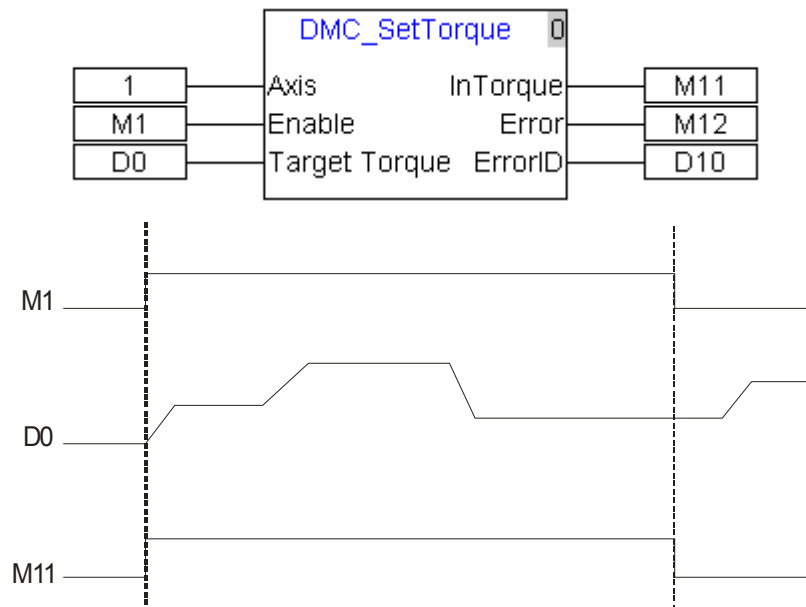 DMC_SetTorque 0
1 Axis InTorque M11
M1 Enable Error M12
D0 Target Torque ErrorID D10
M1
D0
M11